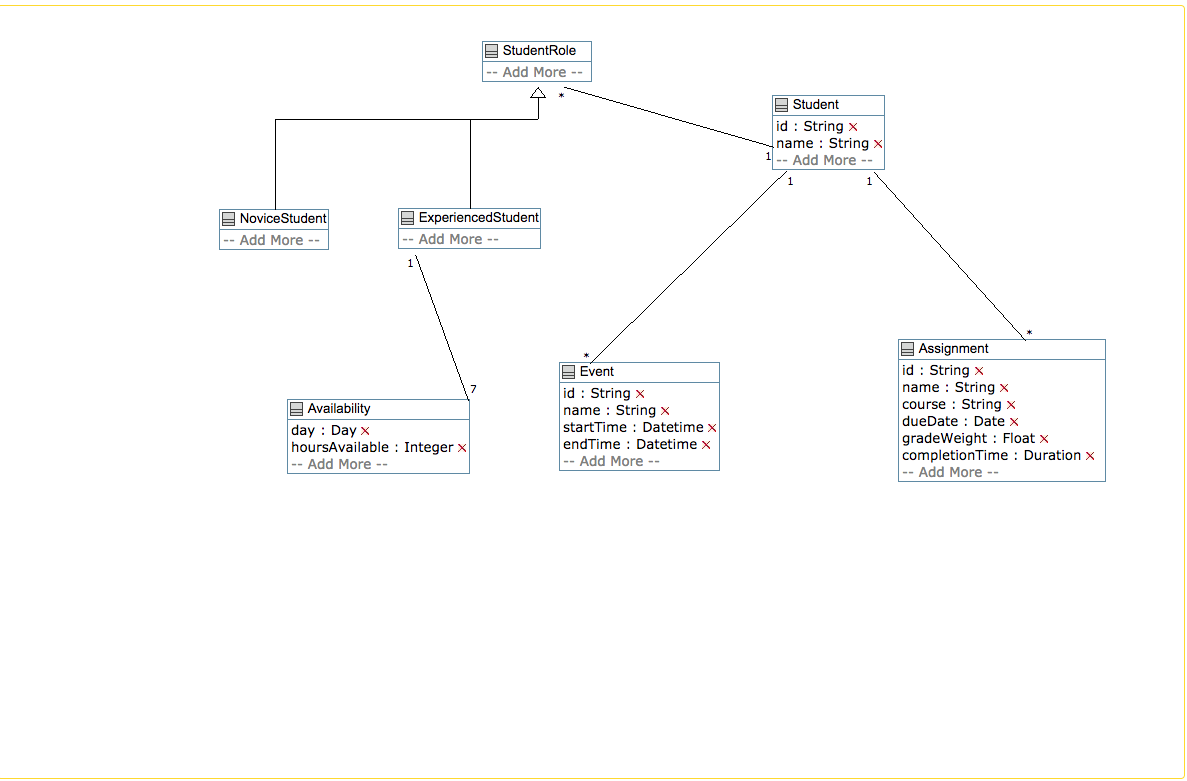 StudentRole
-- Add More --
*
Student
id : String
name : String
-- Add More --
1
1
1
NoviceStudent
-- Add More --
ExperiencedStudent
-- Add More --
1
*
*
Assignment
id : String
name : String
course : String
dueDate : Date
gradeWeight : Float
completionTime : Duration
-- Add More --
Event
id : String
name : String
startTime : Datetime
endTime : Datetime
-- Add More --
7
Availability
day : Day
hoursAvailable : Integer
-- Add More --